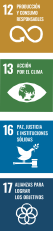 12 PRODUCCIÓN
Y CONSUMO
RESPONSABLES
13 ACCIÓN
POR EL CLIMA
16 PAZ, JUSTICIA
E INSTITUCIONES
SÓLIDAS
17 ALIANZAS PARA
LOGRAR
LOS OBJETIVOS